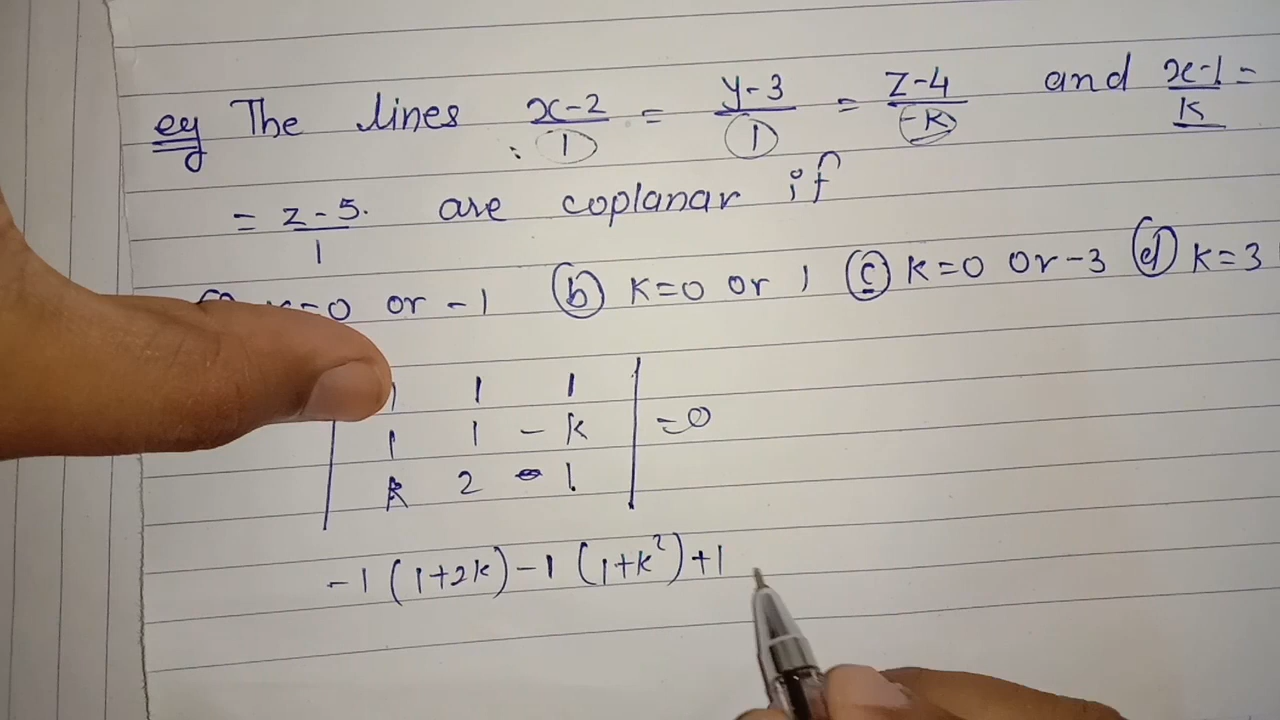 eg The lines x-2/1 = y-3/1 = z-4/-k and x-1/k =
= z-5/1 are coplanar if
k=0 or -1 (b) k=0 or 1 (c) k=0 or -3 (d) k=3
1 1 1
1 1 -k =0
k 2 1
-1 (1+2k) -1 (1+k²) +1